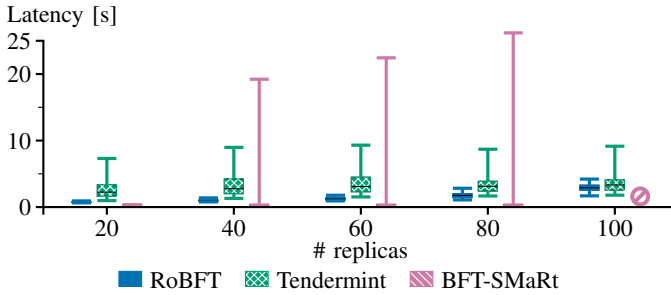 Latency [s]
25
20
10
0
20 40 60 80 100
# replicas
RoBFT Tendermint BFT-SMaRt